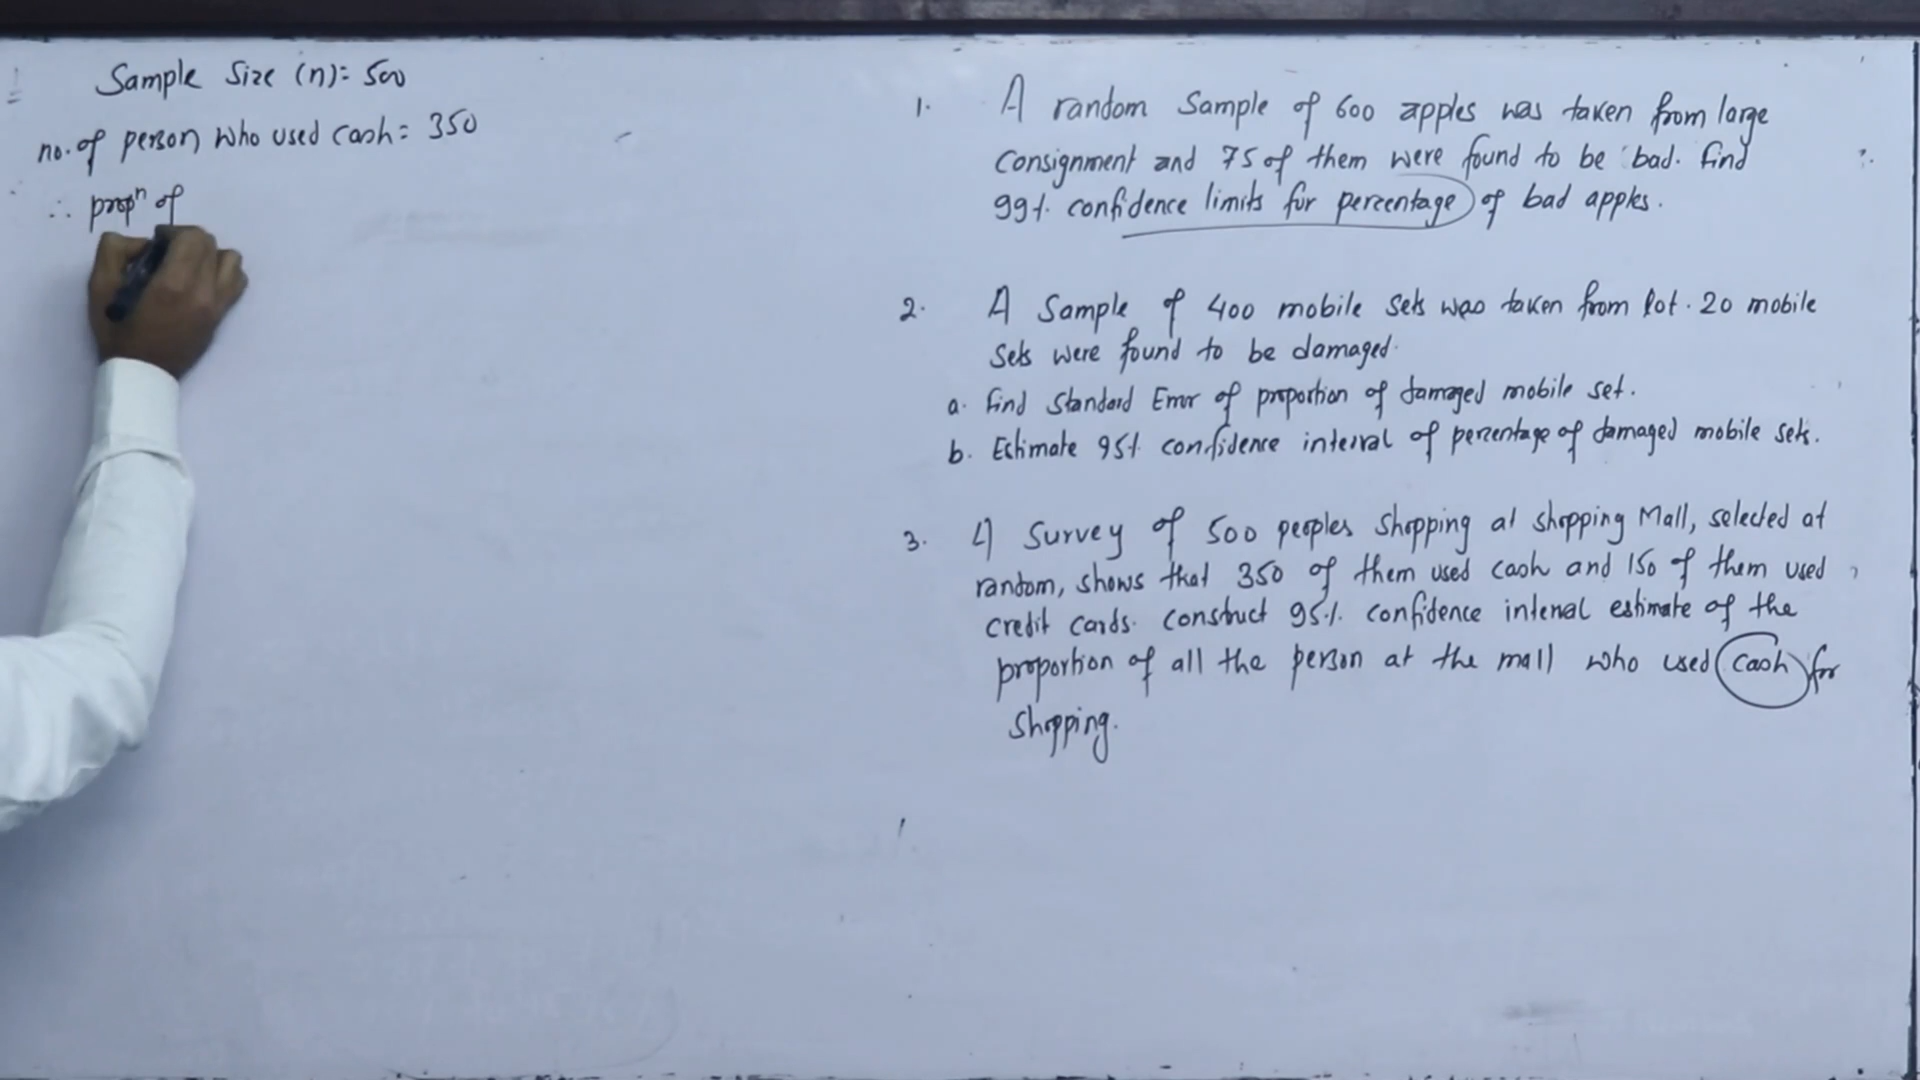 Sample Size (n): 500
no. of person who used cash = 350
∴ propⁿ of
1. A random Sample of 600 apples was taken from large
Consignment and 75 of them were found to be bad. find
99%. confidence limits for percentage of bad apples.
2. A Sample of 400 mobile sets was taken from lot. 20 mobile
Sets were found to be damaged.
a. find Standard Error of proportion of damaged mobile set.
b. Estimate 95%. confidence interval of percentage of damaged mobile sets.
3. A Survey of 500 peoples shopping at shopping Mall, selected at
random, shows that 350 of them used cash and 150 of them used
credit cards. construct 95%. confidence interval estimate of the
proportion of all the person at the mall who used cash for
shopping.